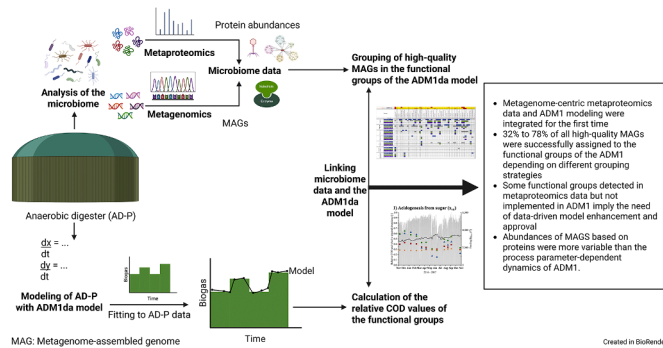 Protein abundances
Metaproteomics
Analysis of the
microbiome
Microbiome data
Substrate
Enzyme
Metagenomics
MAGs
Grouping of high-quality
MAGs in the functional
groups of the ADM1da model
Anaerobic digester (AD-P)
Linking
microbiome
data and the
ADM1da
model
dx = ...
dt
dy = ...
dt
Biogas
Time
Modeling of AD-P
with ADM1da model
Fitting to AD-P data
Biogas
Model
Time
Calculation of the
relative COD values of
the functional groups
• Metagenome-centric metaproteomics
data and ADM1 modeling were
integrated for the first time
• 32% to 78% of all high-quality MAGs
were successfully assigned to the
functional groups of the ADM1
depending on different grouping
strategies
• Some functional groups detected in
metaproteomics data but not
implemented in ADM1 imply the need
of data-driven model enhancement and
approval
• Abundances of MAGS based on
proteins were more variable than the
process parameter-dependent
dynamics of ADM1.
MAG: Metagenome-assembled genome
Created in BioRende